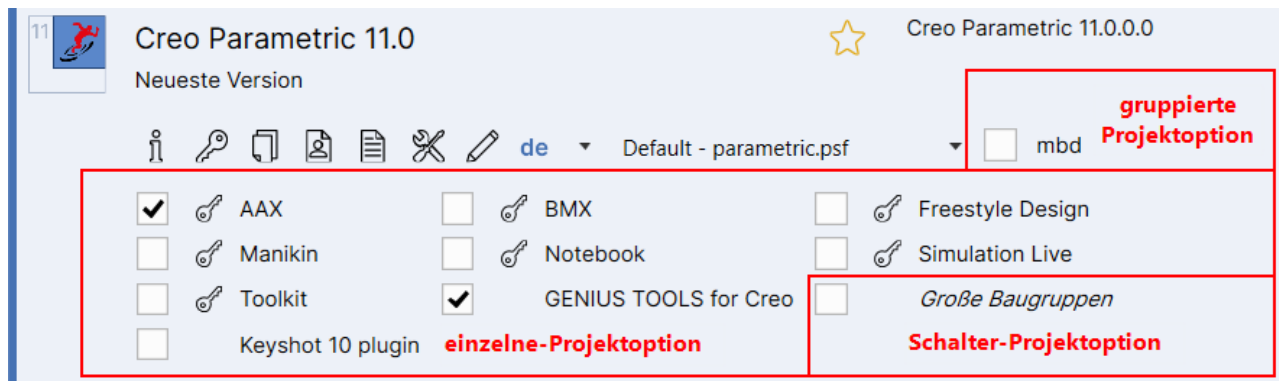 11 Creo Parametric 11.0 Creo Parametric 11.0.0.0
Neueste Version
gruppierte
Projektoption
de Default - parametric.psf mbd
AAX BMX Freestyle Design
Manikin Notebook Simulation Live
Toolkit GENIUS TOOLS for Creo Große Baugruppen
Keyshot 10 plugin einzelne-Projektoption Schalter-Projektoption